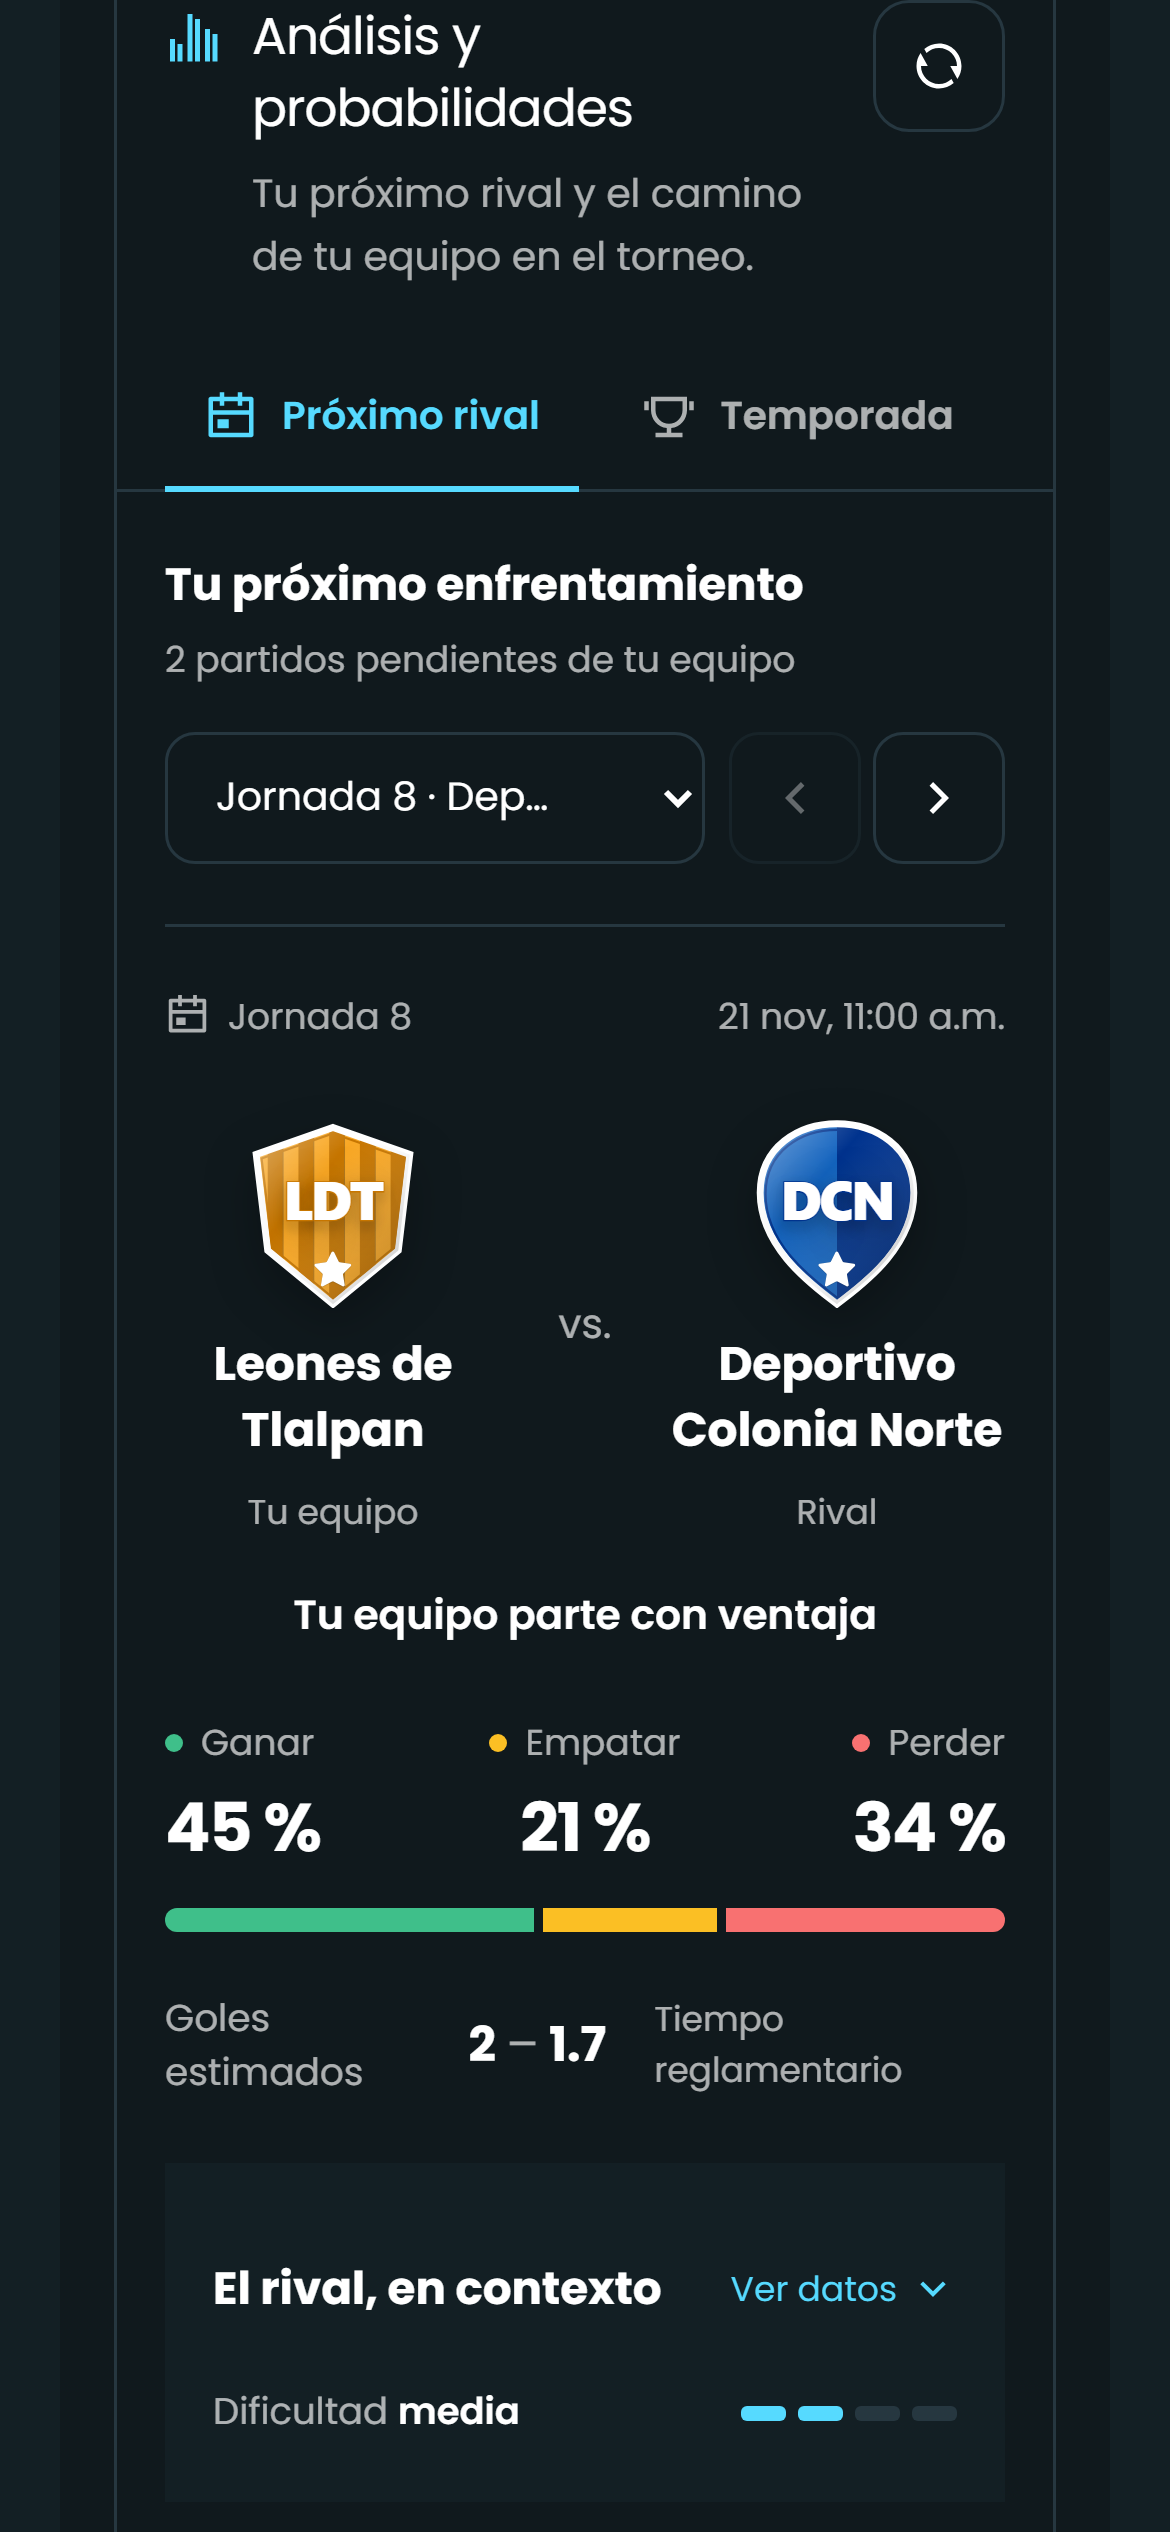 Análisis y
probabilidades
Tu próximo rival y el camino
de tu equipo en el torneo.
Próximo rival
Temporada
Tu próximo enfrentamiento
2 partidos pendientes de tu equipo
Jornada 8 · Dep...
Jornada 8
21 nov, 11:00 a.m.
LDT
DCN
vs.
Leones de
Tlalpan
Deportivo
Colonia Norte
Tu equipo
Rival
Tu equipo parte con ventaja
Ganar
Empatar
Perder
45 %
21 %
34 %
Goles
estimados
2 – 1.7
Tiempo
reglamentario
El rival, en contexto
Ver datos
Dificultad media